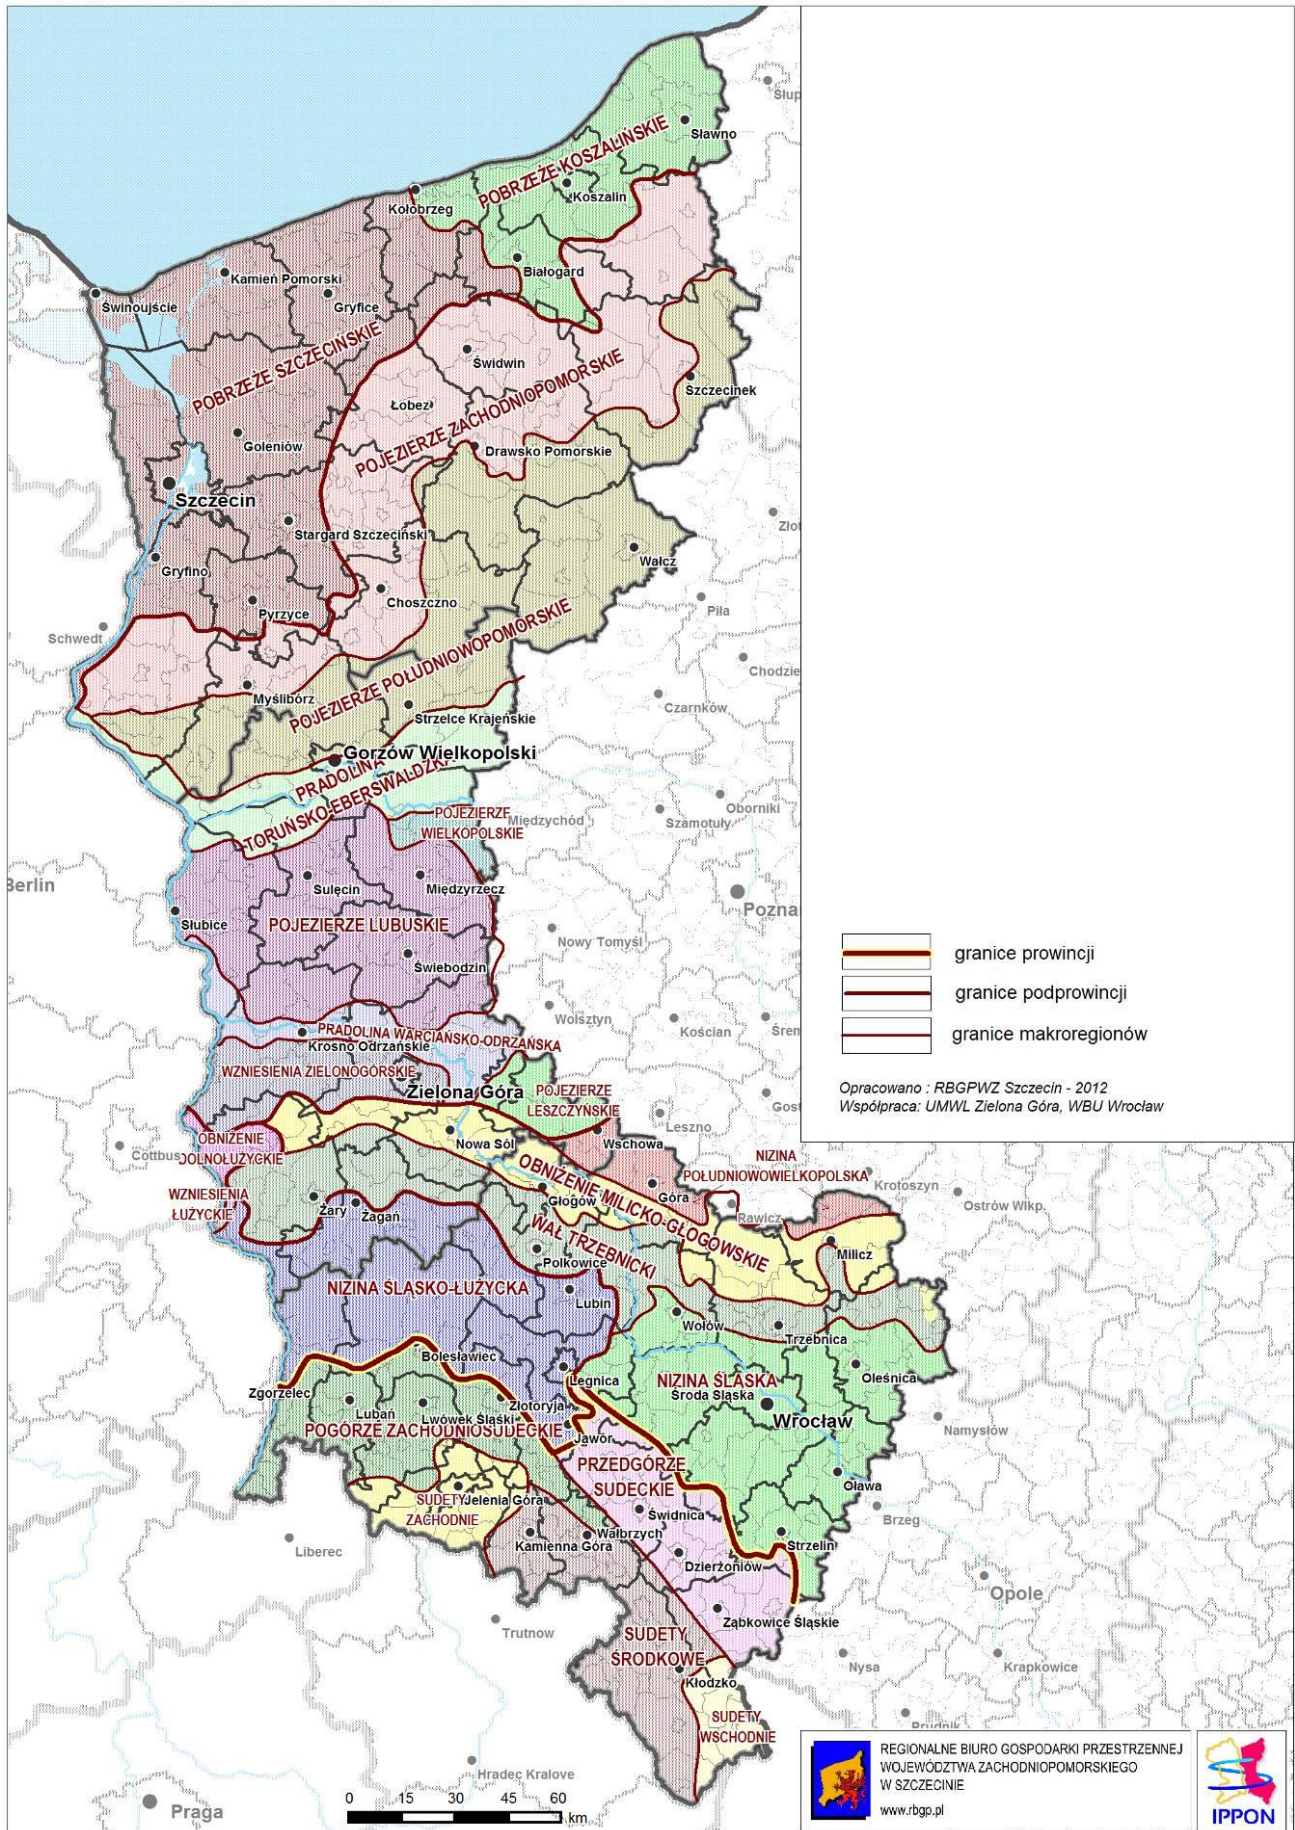 Słup
Sławno
POBRZEŻE KOSZALIŃSKIE
Koszalin
Kołobrzeg
Białogard
Kamień Pomorski
Świnoujście
Gryfice
POBRZEŻE SZCZECIŃSKIE
Świdwin
POJEZIERZE ZACHODNIOPOMORSKIE
Szczecinek
Łobez
Goleniów
Drawsko Pomorskie
Szczecin
Złot
Stargard Szczeciński
Wałcz
Gryfino
Choszczno
Piła
Pyrzyce
Schwedt
Chodzie
Myślibórz
POJEZIERZE POŁUDNIOWOPOMORSKIE
Czarnków
Strzelce Krajeńskie
Gorzów Wielkopolski
PRADOLINA
TORUŃSKO-EBERSWALDZKA
Oborniki
POJEZIERZE
WIELKOPOLSKIE
Międzychód
Szamotuły
Berlin
Sulęcin
Międzyrzecz
Poznań
Słubice
POJEZIERZE LUBUSKIE
Nowy Tomyśl
Świebodzin
granice prowincji
granice podprowincji
granice makroregionów
Wolsztyn
Kościan
Śrem
PRADOLINA WARCIAŃSKO-ODRZAŃSKA
Krosno Odrzańskie
WZNIESIENIA ZIELONOGÓRSKIE
Zielona Góra
POJEZIERZE
LESZCZYŃSKIE
Opracowano : RBGPWZ Szczecin - 2012
Współpraca: UMWL Zielona Góra, WBU Wrocław
Gost
Leszno
OBNIŻENIE
DOLNOŁUŻYCKIE
Cottbus
Nowa Sól
Wschowa
NIZINA
POŁUDNIOWOWIELKOPOLSKA
OBNIŻENIE MILICKO-GŁOGOWSKIE
Krotoszyn
Ostrów Wlkp.
WZNIESIENIA
ŁUŻYCKIE
Żary
Żagań
Głogów
Góra
Rawicz
WAŁ TRZEBNICKI
Milicz
Polkowice
NIZINA ŚLĄSKO-ŁUŻYCKA
Lubin
Wołów
Trzebnica
Bolesławiec
Oleśnica
Legnica
NIZINA ŚLĄSKA
Środa Śląska
Zgorzelec
Lubań
Lwówek Śląski
Złotoryja
Wrocław
Namysłów
POGÓRZE ZACHODNIOSUDECKIE
Jawor
PRZEDGÓRZE
SUDECKIE
Oława
SUDETY
ZACHODNIE
Jelenia Góra
Świdnica
Brzeg
Liberec
Kamienna Góra
Wałbrzych
Strzelin
Dzierżoniów
Opole
Ząbkowice Śląskie
Trutnow
SUDETY
ŚRODKOWE
Nysa
Krapkowice
Kłodzko
SUDETY
WSCHODNIE
Prudnik
Hradec Kralove
Praga
0 15 30 45 60
km
REGIONALNE BIURO GOSPODARKI PRZESTRZENNEJ
WOJEWÓDZTWA ZACHODNIOPOMORSKIEGO
W SZCZECINIE
www.rbgp.pl
IPPON